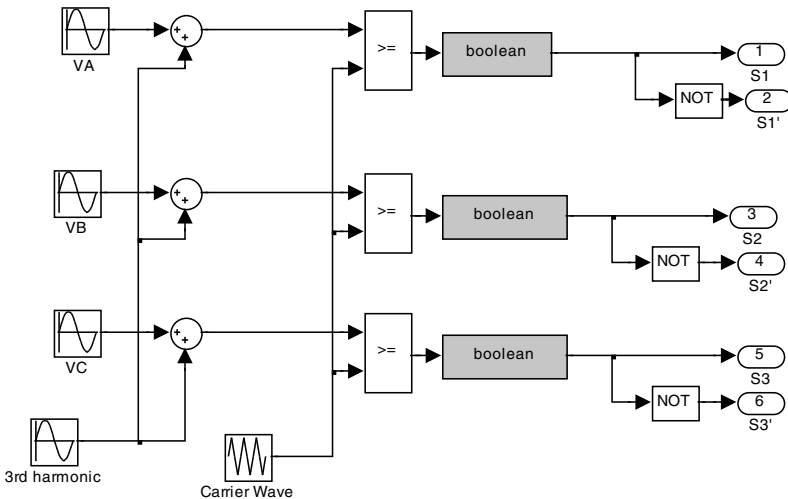 VA
+
+
>=
boolean
1
S1
NOT
2
S1'
VB
+
+
>=
boolean
3
S2
NOT
4
S2'
VC
+
+
>=
boolean
5
S3
NOT
6
S3'
3rd harmonic
Carrier Wave